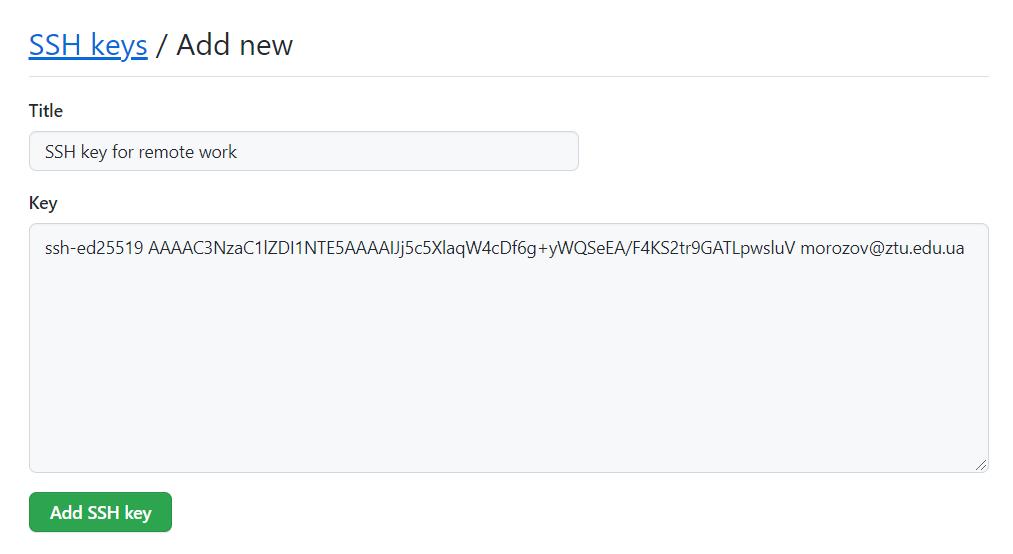 SSH keys / Add new
Title
SSH key for remote work
Key
ssh-ed25519 AAAAC3NzaC1lZDI1NTE5AAAAIJj5c5XlaqW4cDf6g+yWQSeEA/F4KS2tr9GATLpwsluV morozov@ztu.edu.ua
Add SSH key